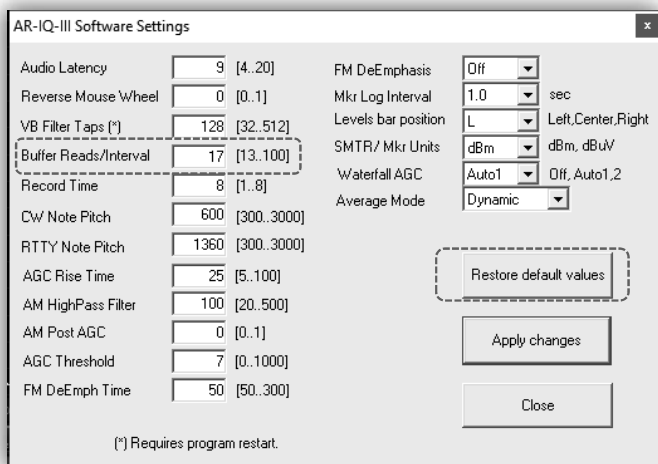 AR-IQ-III Software Settings
x
Audio Latency 9 [4..20]
Reverse Mouse Wheel 0 [0..1]
VB Filter Taps (*) 128 [32..512]
Buffer Reads/Interval 17 [13..100]
Record Time 8 [1..8]
CW Note Pitch 600 [300..3000]
RTTY Note Pitch 1360 [300..3000]
AGC Rise Time 25 [5..100]
AM HighPass Filter 100 [20..500]
AM Post AGC 0 [0..1]
AGC Threshold 7 [0..1000]
FM DeEmph Time 50 [50..300]
(*) Requires program restart.
FM DeEmphasis Off
Mkr Log Interval 1.0 sec
Levels bar position L Left,Center,Right
SMTR/ Mkr Units dBm dBm, dBuV
Waterfall AGC Auto1 Off, Auto1,2
Average Mode Dynamic
Restore default values
Apply changes
Close